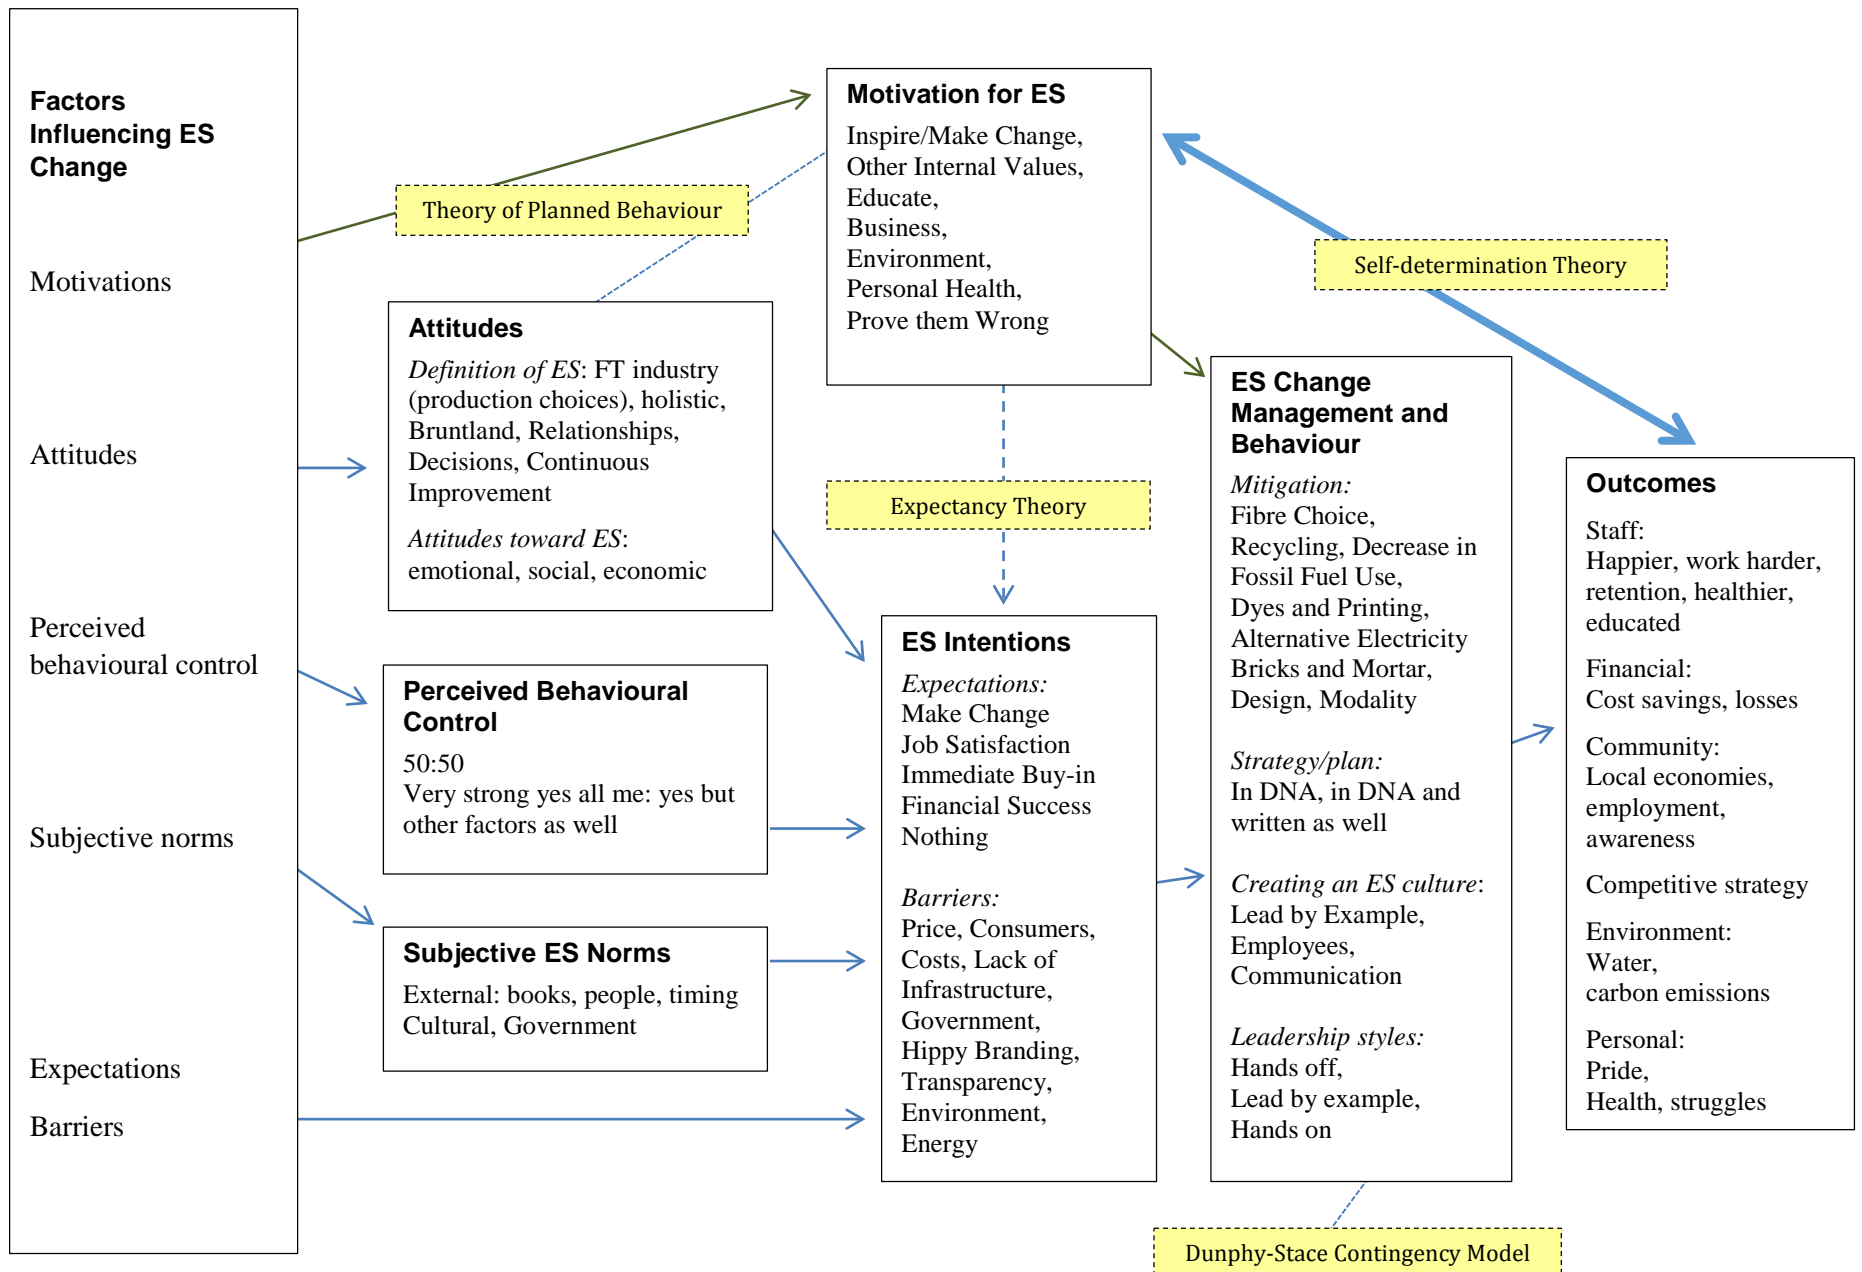 Factors
Influencing ES
Change
Motivations
Attitudes
Perceived
behavioural control
Subjective norms
Expectations
Barriers
Theory of Planned Behaviour
Attitudes
Definition of ES: FT industry
(production choices), holistic,
Bruntland, Relationships,
Decisions, Continuous
Improvement
Attitudes toward ES:
emotional, social, economic
Perceived Behavioural
Control
50:50
Very strong yes all me: yes but
other factors as well
Subjective ES Norms
External: books, people, timing
Cultural, Government
Motivation for ES
Inspire/Make Change,
Other Internal Values,
Educate,
Business,
Environment,
Personal Health,
Prove them Wrong
Expectancy Theory
ES Intentions
Expectations:
Make Change
Job Satisfaction
Immediate Buy-in
Financial Success
Nothing
Barriers:
Price, Consumers,
Costs, Lack of
Infrastructure,
Government,
Hippy Branding,
Transparency,
Environment,
Energy
Self-determination Theory
ES Change
Management and
Behaviour
Mitigation:
Fibre Choice,
Recycling, Decrease in
Fossil Fuel Use,
Dyes and Printing,
Alternative Electricity
Bricks and Mortar,
Design, Modality
Strategy/plan:
In DNA, in DNA and
written as well
Creating an ES culture:
Lead by Example,
Employees,
Communication
Leadership styles:
Hands off,
Lead by example,
Hands on
Dunphy-Stace Contingency Model
Outcomes
Staff:
Happier, work harder,
retention, healthier,
educated
Financial:
Cost savings, losses
Community:
Local economies,
employment,
awareness
Competitive strategy
Environment:
Water,
carbon emissions
Personal:
Pride,
Health, struggles